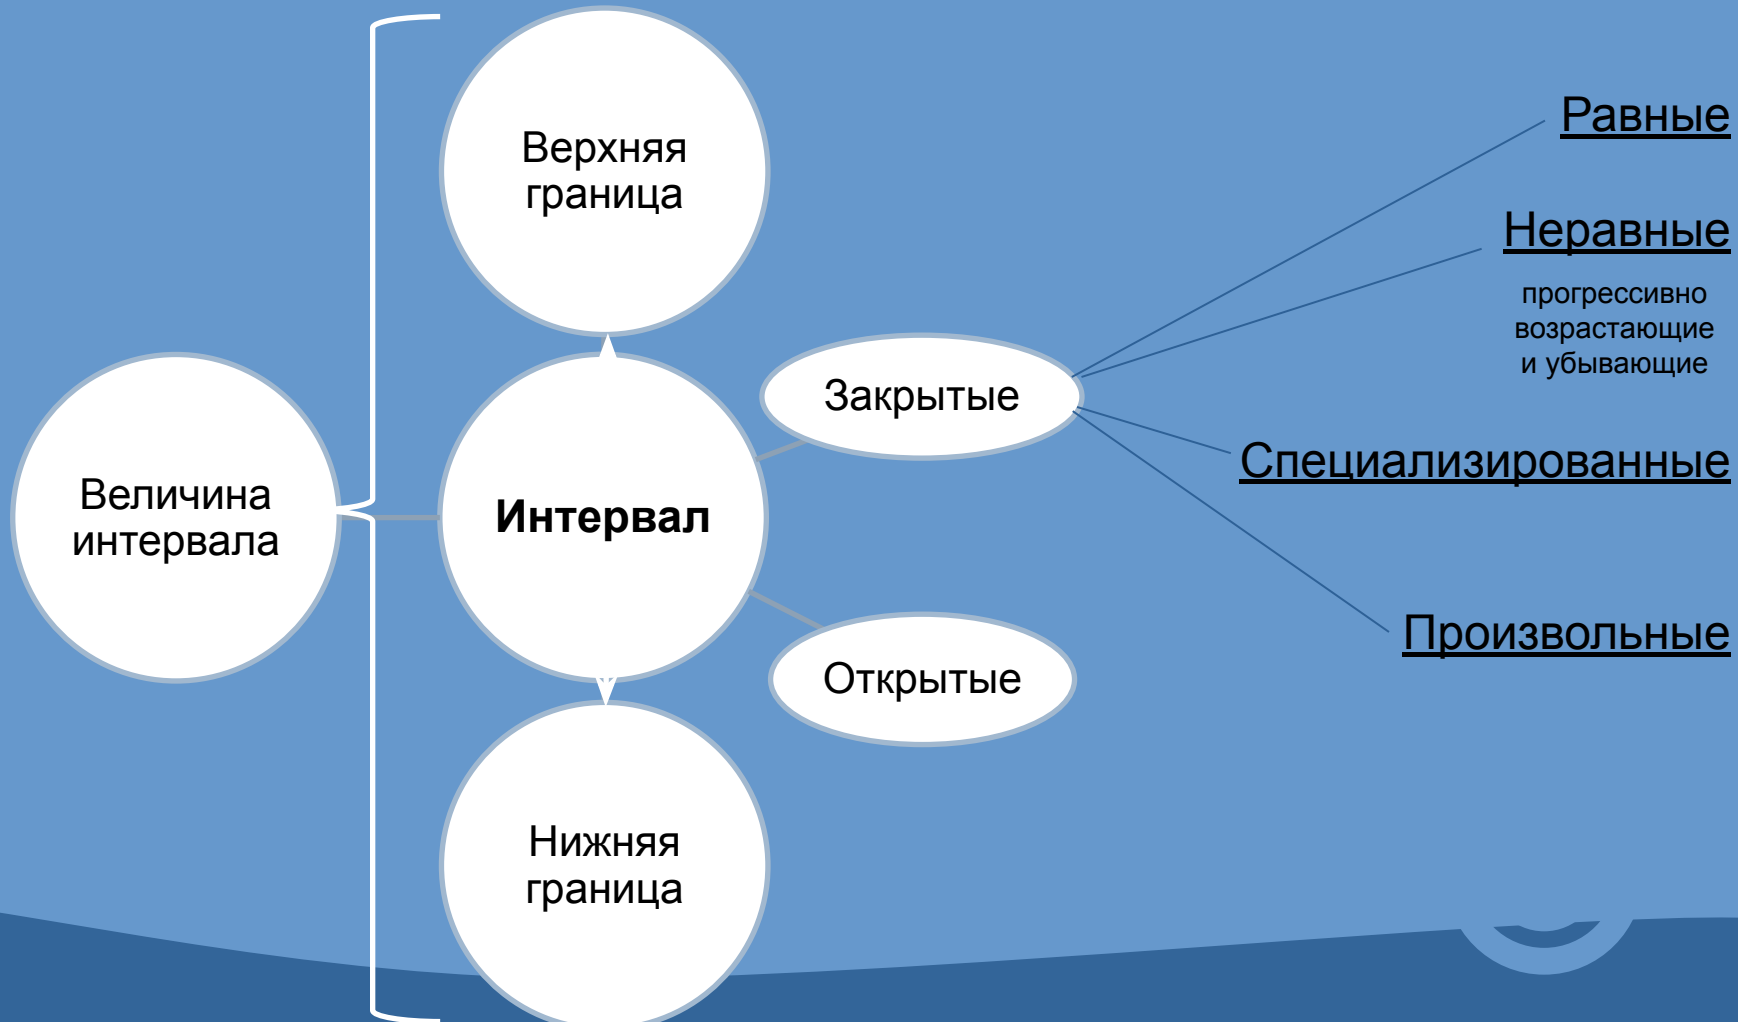 Верхняя
граница
Равные
Неравные
прогрессивно
возрастающие
и убывающие
Закрытые
Специализированные
Величина
интервала
Интервал
Произвольные
Открытые
Нижняя
граница